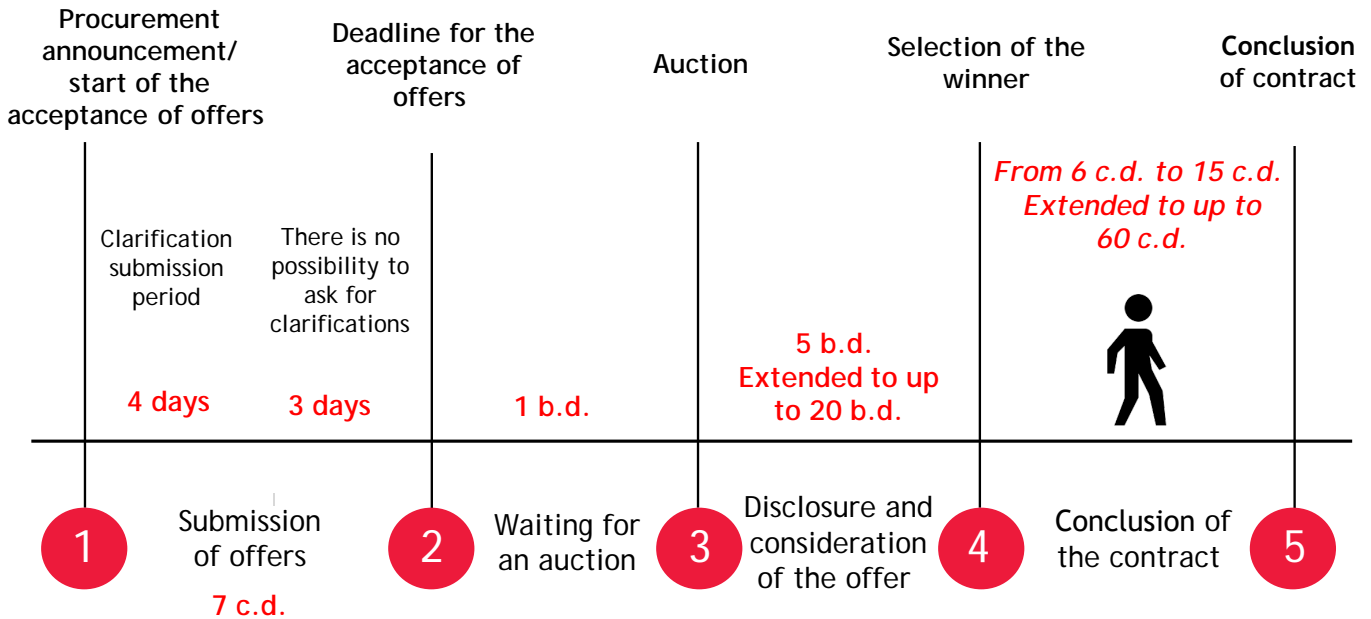 Procurement
announcement/
start of the
acceptance of offers
Deadline for the
acceptance of
offers
Auction
Selection of the
winner
Conclusion
of contract
Clarification
submission
period
There is no
possibility to
ask for
clarifications
From 6 c.d. to 15 c.d.
Extended to up to
60 c.d.
4 days
3 days
1 b.d.
5 b.d.
Extended to up
to 20 b.d.
1
Submission
of offers
7 c.d.
2
Waiting for
an auction
3
Disclosure and
consideration
of the offer
4
Conclusion of
the contract
5